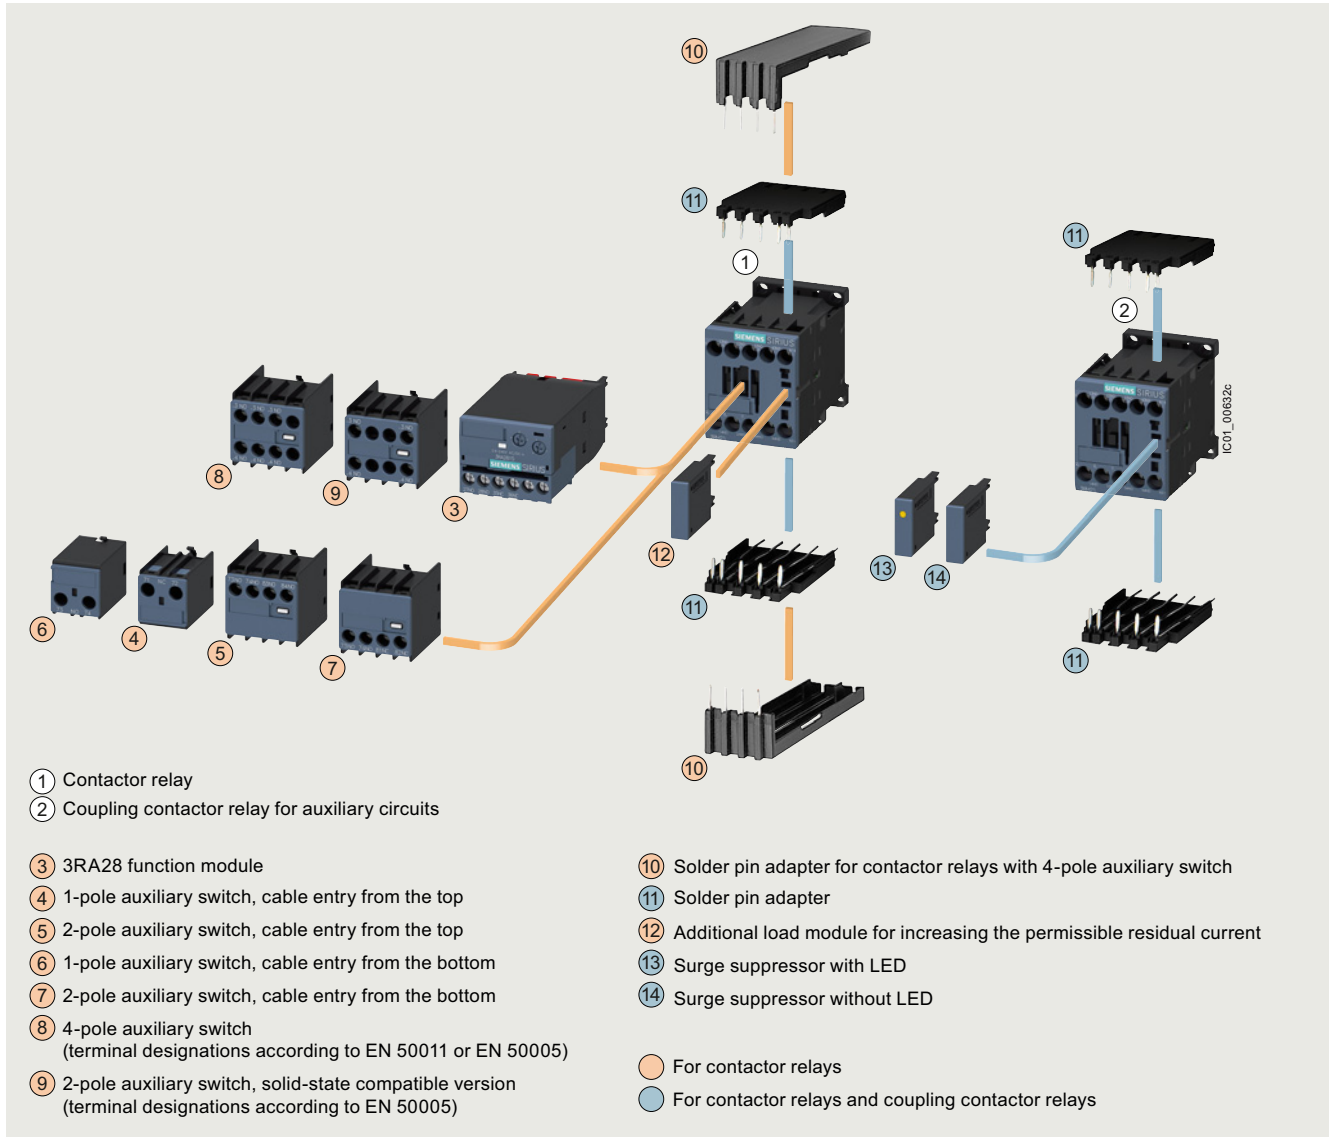 10
11
1
11
2
SIEMENS SIRIUS
SIEMENS SIRIUS
IC01_00632c
SIEMENS SIRIUS
8
9
3
12
13
14
6
4
5
7
11
11
10
1 Contactor relay
2 Coupling contactor relay for auxiliary circuits
3 3RA28 function module
4 1-pole auxiliary switch, cable entry from the top
5 2-pole auxiliary switch, cable entry from the top
6 1-pole auxiliary switch, cable entry from the bottom
7 2-pole auxiliary switch, cable entry from the bottom
8 4-pole auxiliary switch
(terminal designations according to EN 50011 or EN 50005)
9 2-pole auxiliary switch, solid-state compatible version
(terminal designations according to EN 50005)
10 Solder pin adapter for contactor relays with 4-pole auxiliary switch
11 Solder pin adapter
12 Additional load module for increasing the permissible residual current
13 Surge suppressor with LED
14 Surge suppressor without LED
For contactor relays
For contactor relays and coupling contactor relays